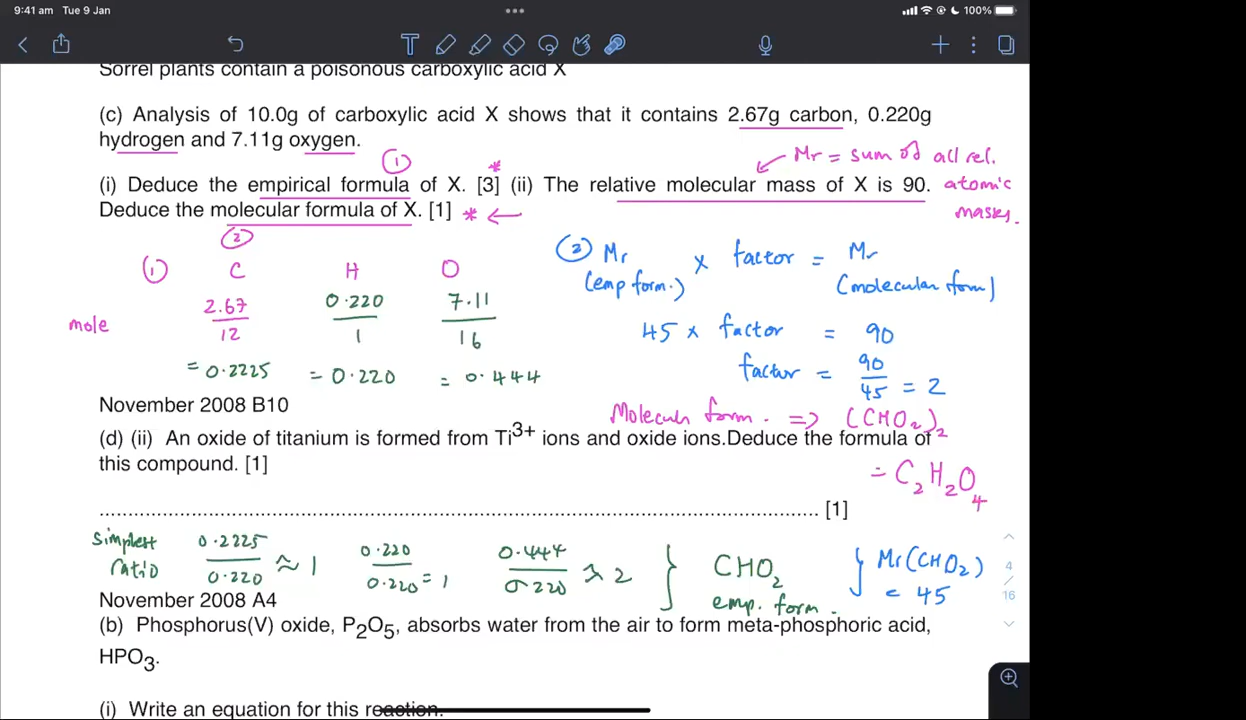 9:41 am Tue 9 Jan
100%
Sorrel plants contain a poisonous carboxylic acid X
(c) Analysis of 10.0g of carboxylic acid X shows that it contains 2.67g carbon, 0.220g
hydrogen and 7.11g oxygen.
Mr = sum of all rel.
atomic
masses.
①
*
(i) Deduce the empirical formula of X. [3] (ii) The relative molecular mass of X is 90.
Deduce the molecular formula of X. [1] * ←
②
① C H O
mole 2.67/12 0.220/1 7.11/16
= 0.2225 = 0.220 = 0.444
② Mr (emp form.) × factor = Mr (molecular form)
45 × factor = 90
factor = 90/45 = 2
Molecular form. => (CHO₂)₂
= C₂H₂O₄
November 2008 B10
(d) (ii) An oxide of titanium is formed from Ti³⁺ ions and oxide ions.Deduce the formula of
this compound. [1]
.......................................................................................................................... [1]
simplest ratio 0.2225/0.220 ≈ 1 0.220/0.220 = 1 0.444/0.220 ≈ 2 } CHO₂ emp. form. } Mr(CHO₂) = 45
4
/
16
November 2008 A4
(b) Phosphorus(V) oxide, P₂O₅, absorbs water from the air to form meta-phosphoric acid,
HPO₃.
(i) Write an equation for this reaction.